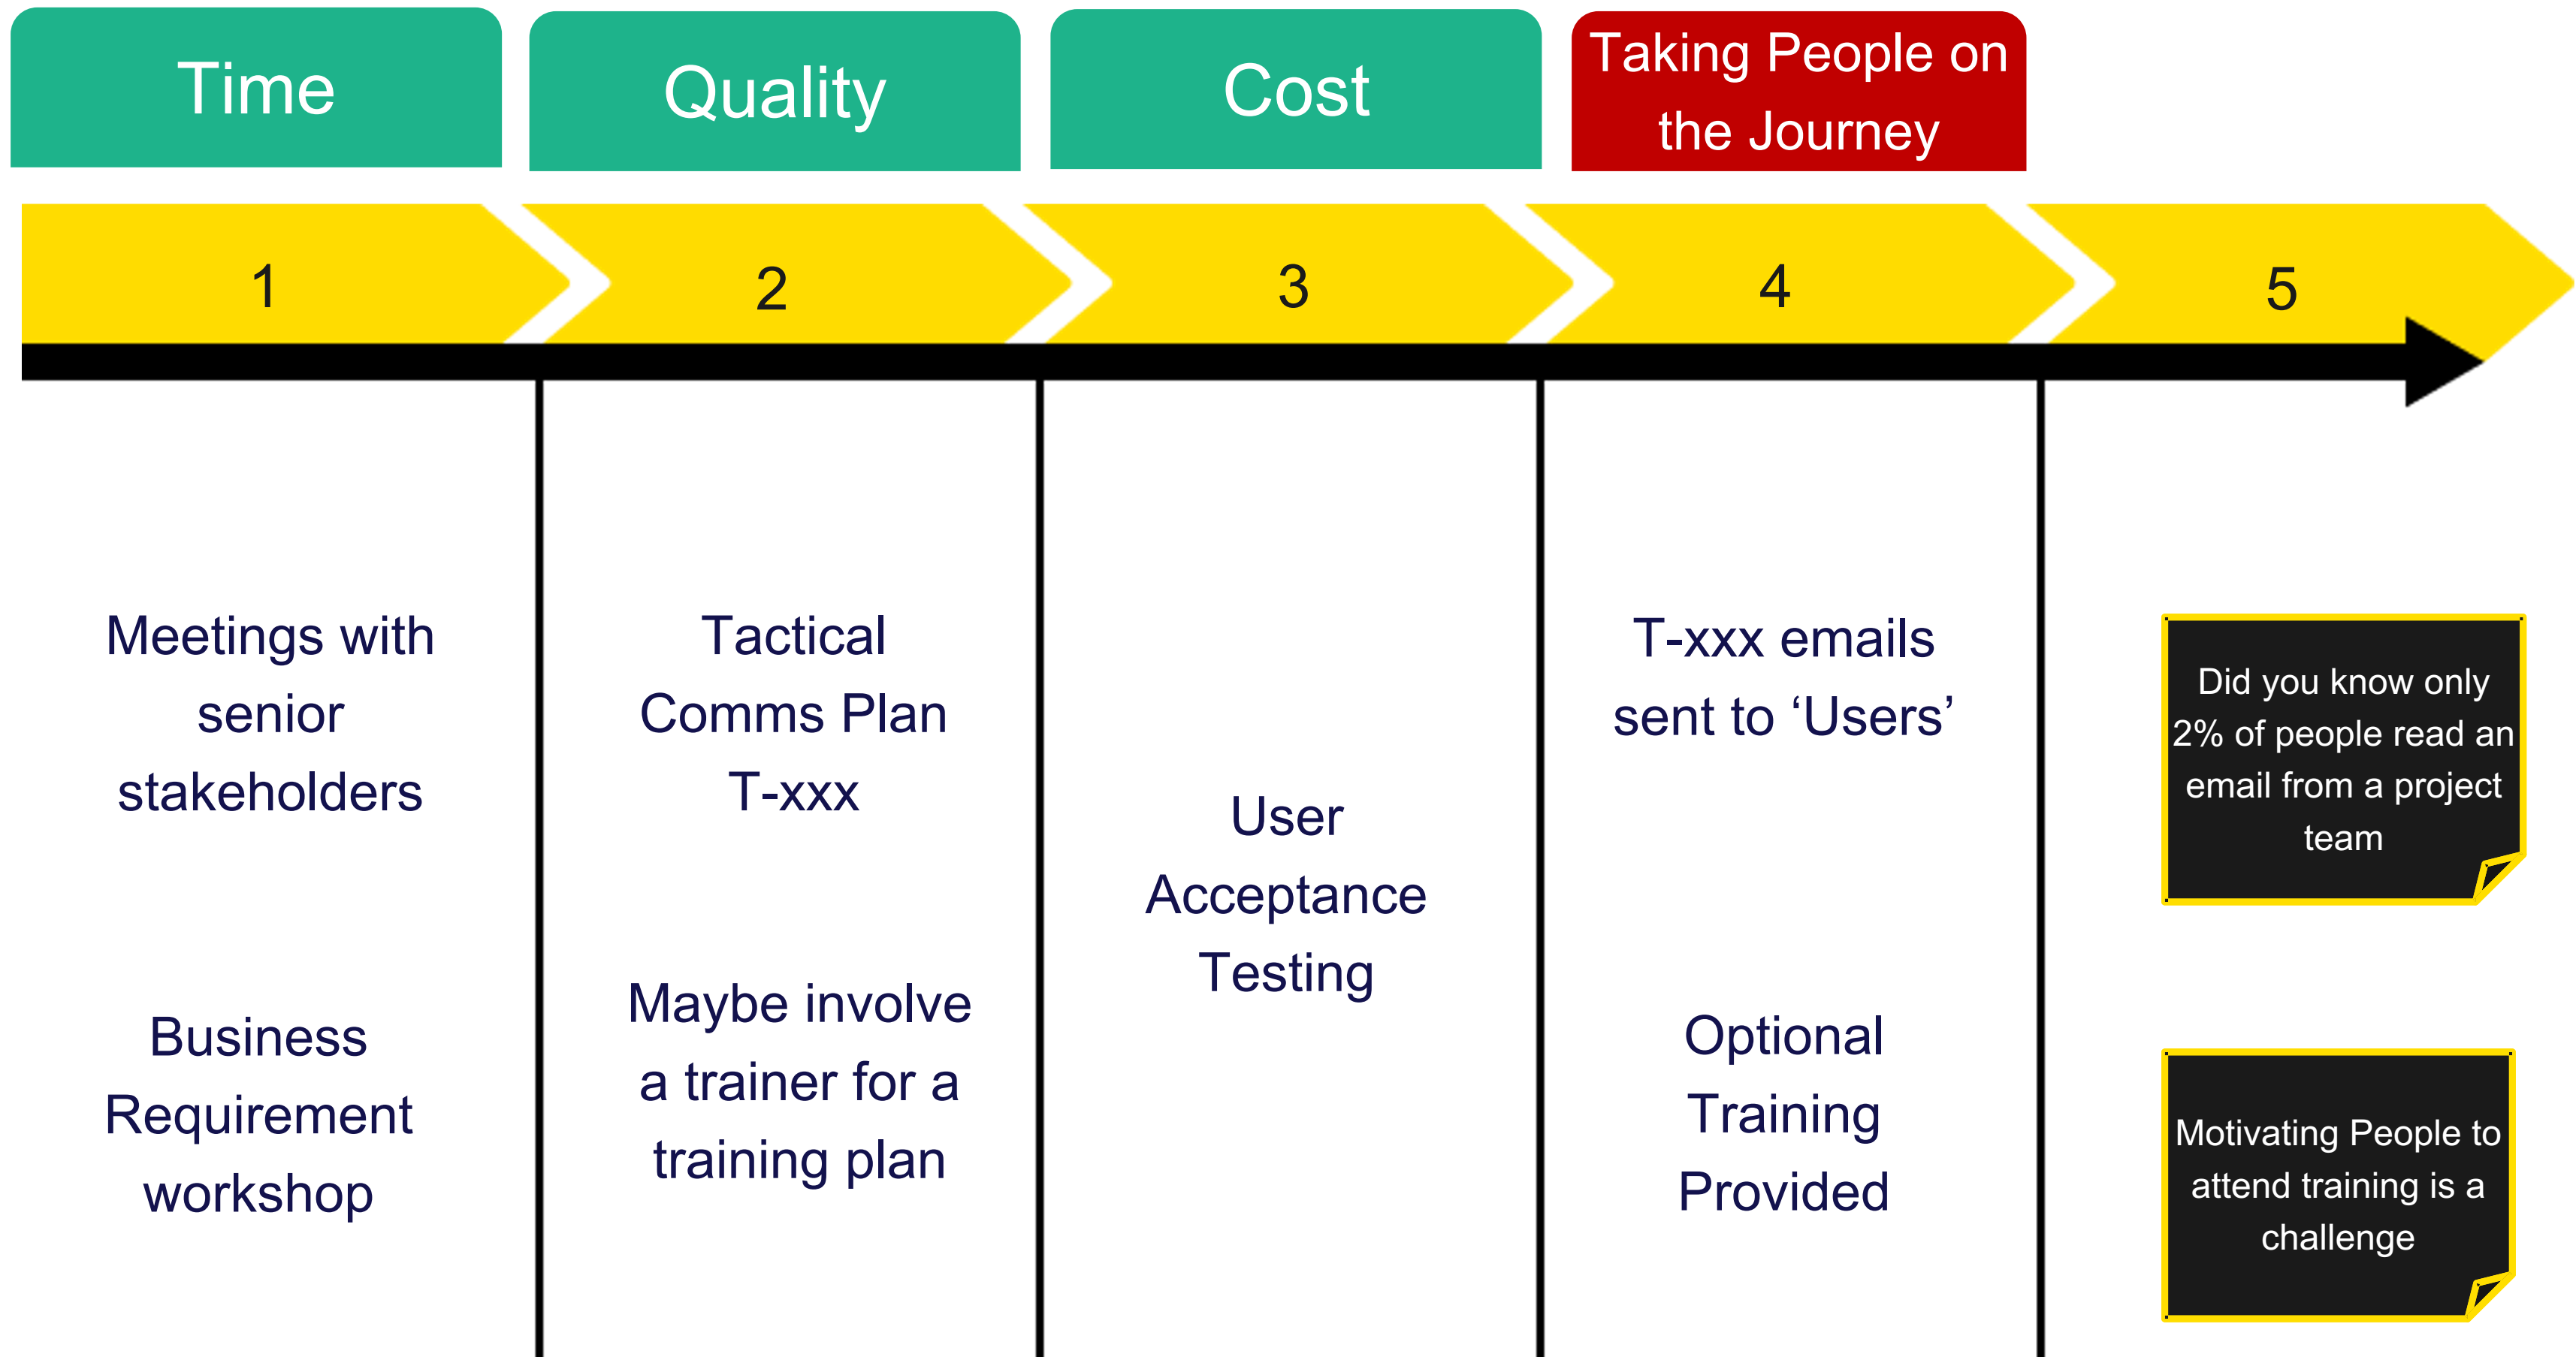 Time
Quality
Cost
Taking People on
the Journey
1
2
3
4
5
Meetings with
senior
stakeholders
Business
Requirement
workshop
Tactical
Comms Plan
T-xxx
Maybe involve
a trainer for a
training plan
User
Acceptance
Testing
T-xxx emails
sent to ‘Users’
Optional
Training
Provided
Did you know only
2% of people read an
email from a project
team
Motivating People to
attend training is a
challenge